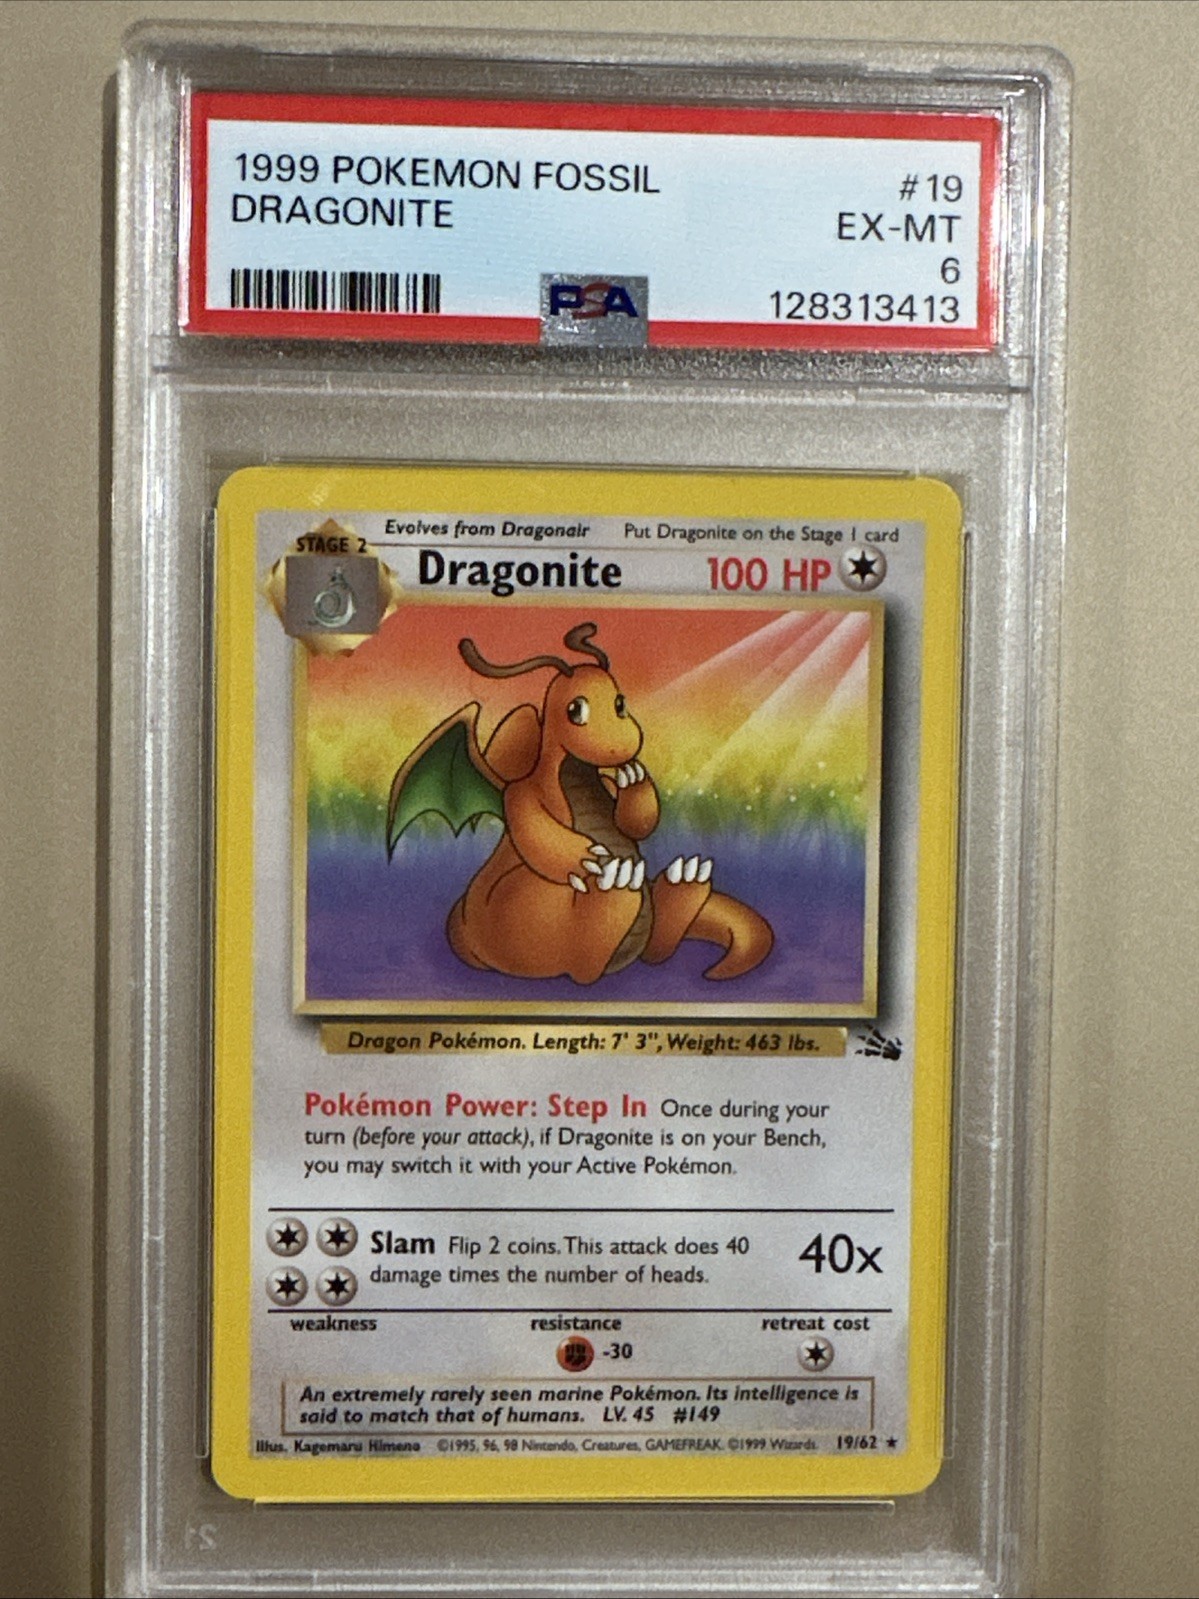 1999 POKEMON FOSSIL #19
DRAGONITE EX-MT
6
PSA 128313413
Evolves from Dragonair Put Dragonite on the Stage 1 card
STAGE 2
Dragonite 100 HP
Dragon Pokémon. Length: 7' 3", Weight: 463 lbs.
Pokémon Power: Step In Once during your
turn (before your attack), if Dragonite is on your Bench,
you may switch it with your Active Pokémon.
Slam Flip 2 coins. This attack does 40
damage times the number of heads.
40x
weakness resistance retreat cost
-30
An extremely rarely seen marine Pokémon. Its intelligence is
said to match that of humans. LV. 45 #149
Illus. Kagemaru Himeno ©1995, 96, 98 Nintendo, Creatures, GAMEFREAK. ©1999 Wizards. 19/62 ★